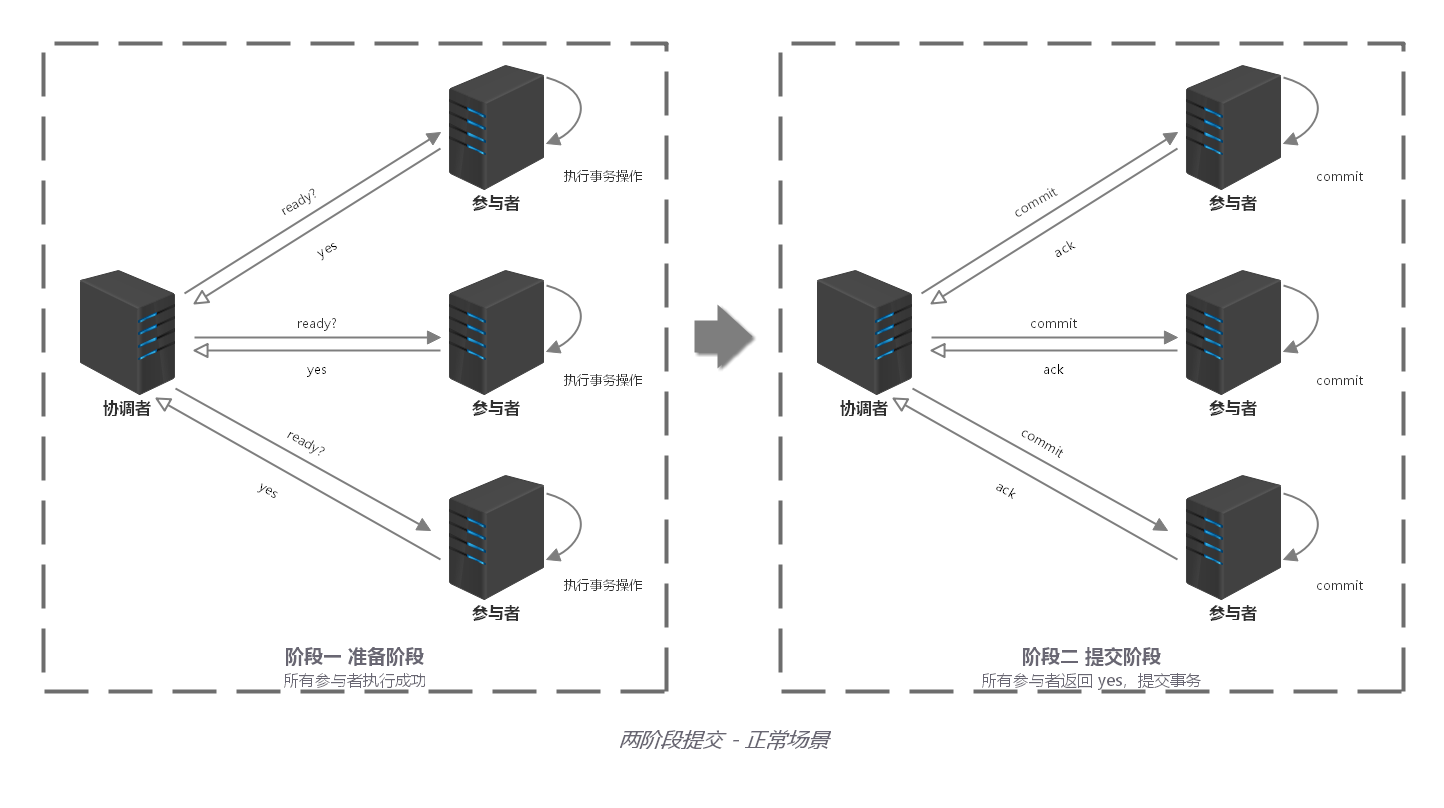 执行事务操作
参与者
ready?
yes
ready?
yes
执行事务操作
协调者
参与者
ready?
yes
执行事务操作
参与者
阶段一 准备阶段
所有参与者执行成功
commit
参与者
commit
ack
commit
ack
commit
协调者
参与者
commit
ack
commit
参与者
阶段二 提交阶段
所有参与者返回 yes，提交事务
两阶段提交 - 正常场景